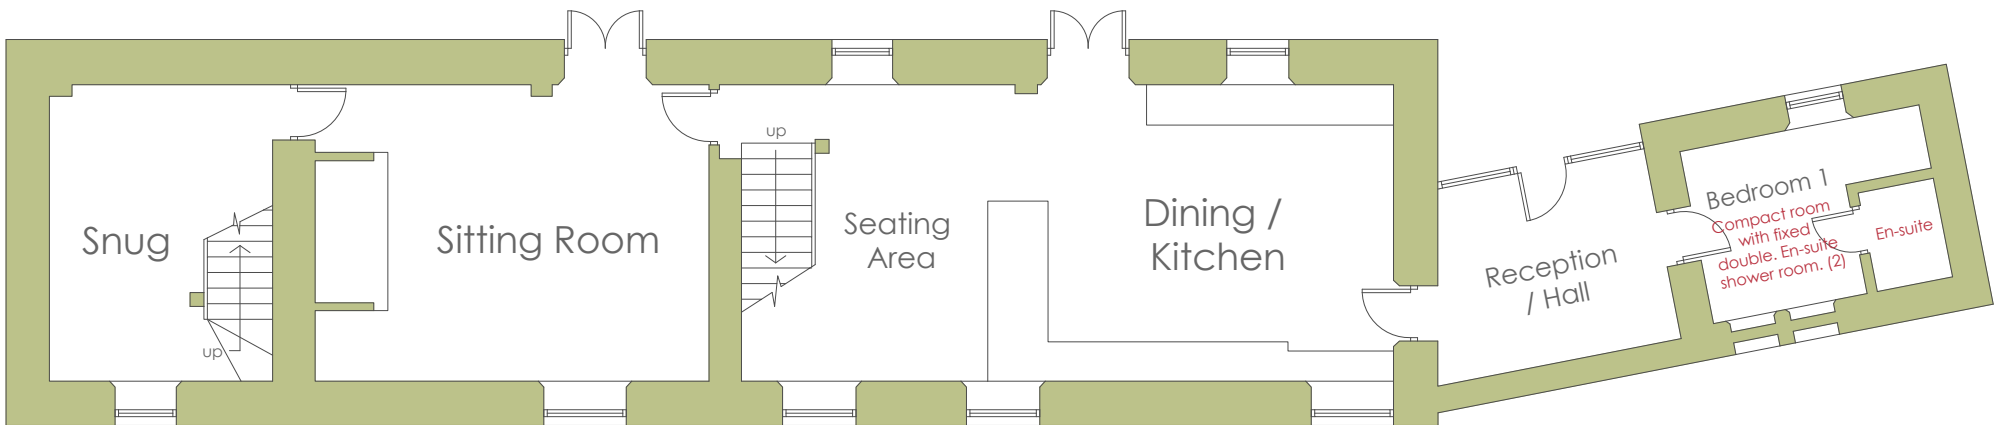 Snug
up
Sitting Room
up
Seating
Area
Dining /
Kitchen
Reception
/ Hall
Bedroom 1
Compact room
with fixed
double. En-suite
shower room. (2)
En-suite